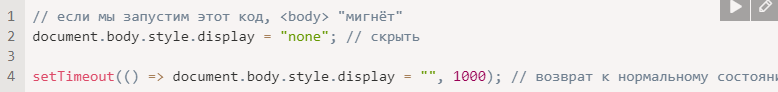 1 // если мы запустим этот код, <body> "мигнёт"
2 document.body.style.display = "none"; // скрыть
3
4 setTimeout(() => document.body.style.display = "", 1000); // возврат к нормальному